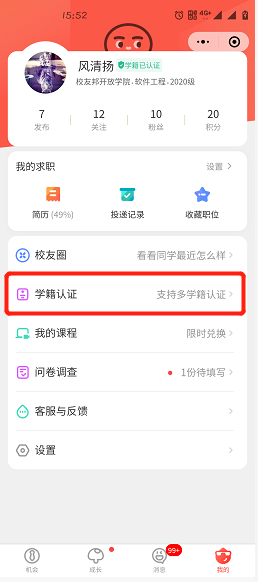 15:52
4G+
风清扬 学籍已认证
校友邦开放学院·软件工程·2020级
7 12 10 20
发布 关注 粉丝 积分
我的求职 设置
简历 (49%) 投递记录 收藏职位
校友圈 看看同学最近怎么样
学籍认证 支持多学籍认证
我的课程 限时兑换
问卷调查 1份待填写
客服与反馈
设置
99+
机会 成长 消息 我的